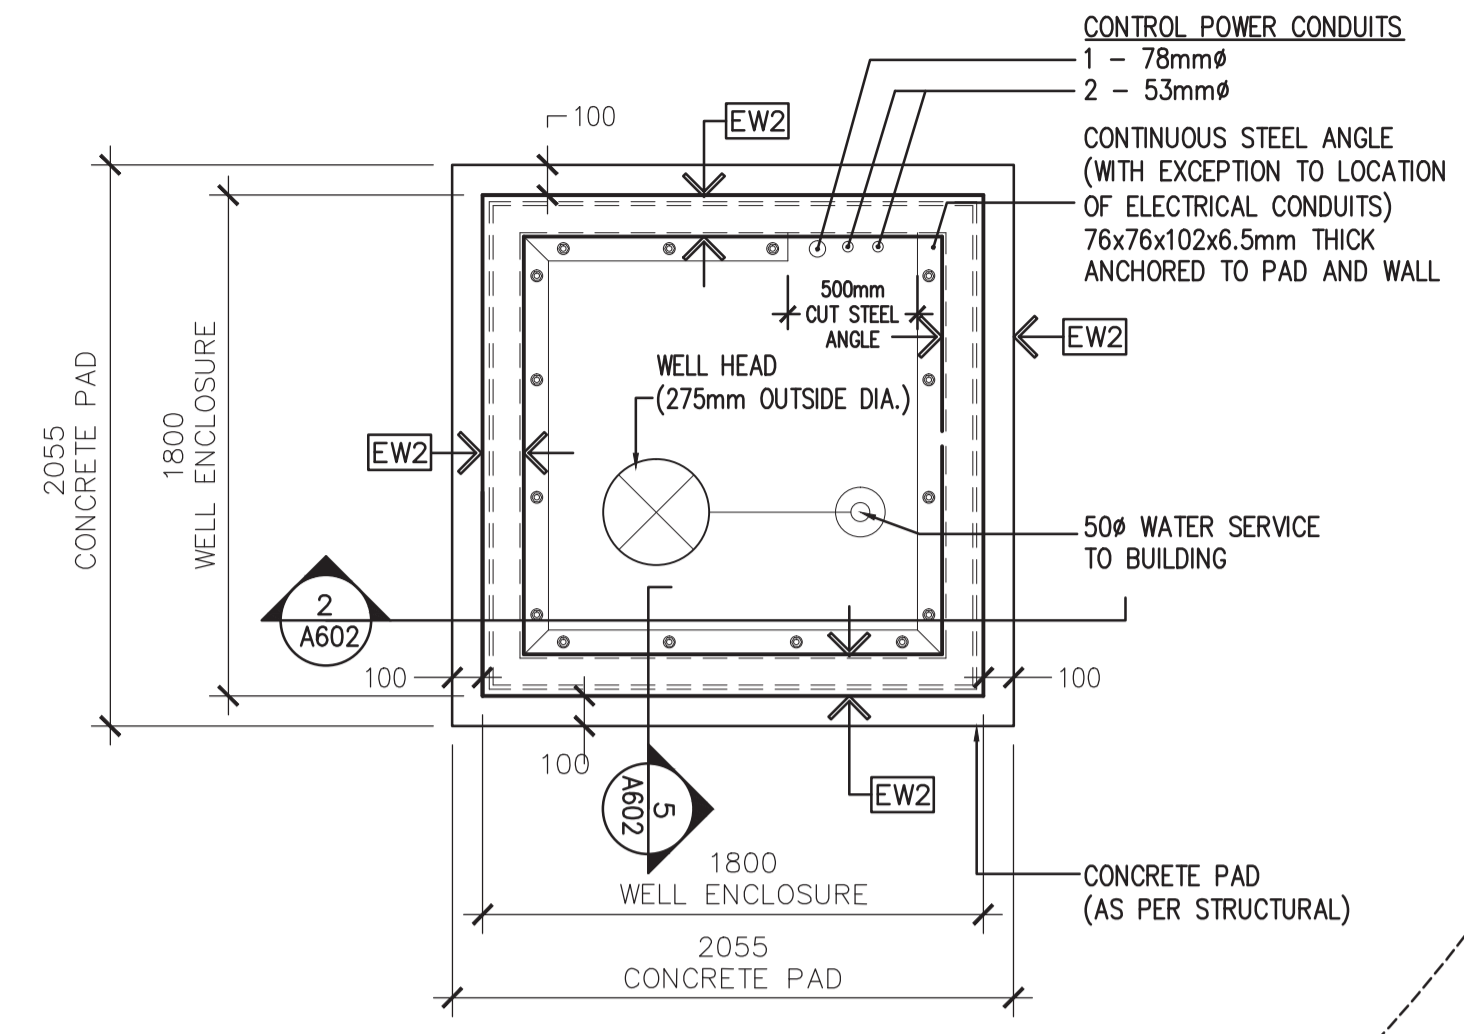 CONTROL POWER CONDUITS
1 - 78mmø
2 - 53mmø
CONTINUOUS STEEL ANGLE
(WITH EXCEPTION TO LOCATION
OF ELECTRICAL CONDUITS)
76x76x102x6.5mm THICK
ANCHORED TO PAD AND WALL
100
EW2
500mm
CUT STEEL
ANGLE
EW2
WELL HEAD
(275mm OUTSIDE DIA.)
2055
CONCRETE PAD
1800
WELL ENCLOSURE
EW2
50ø WATER SERVICE
TO BUILDING
2
A602
100
100
100
5
A602
EW2
1800
WELL ENCLOSURE
CONCRETE PAD
(AS PER STRUCTURAL)
2055
CONCRETE PAD